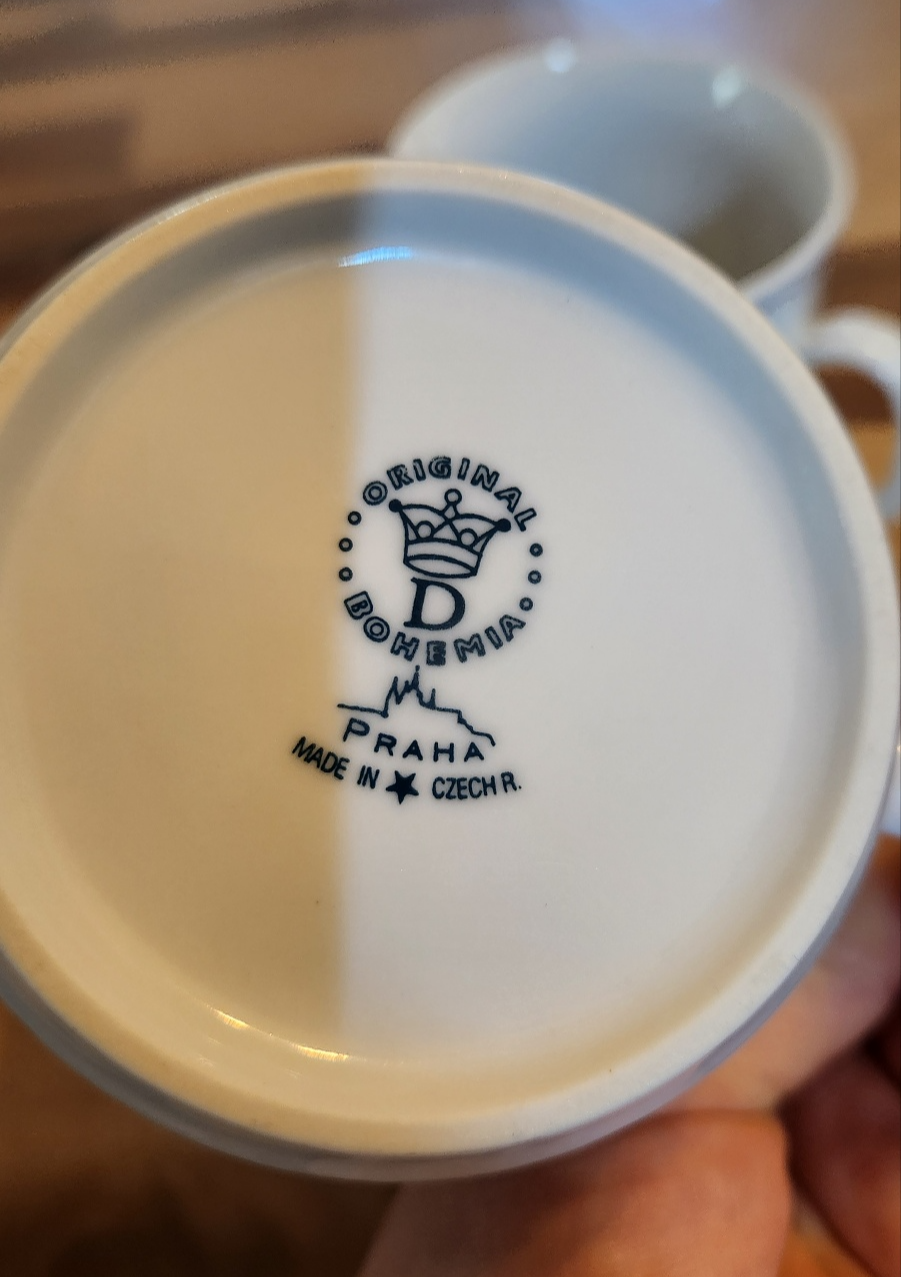 ORIGINAL
D
BOHEMIA
PRAHA
MADE IN ★ CZECH R.